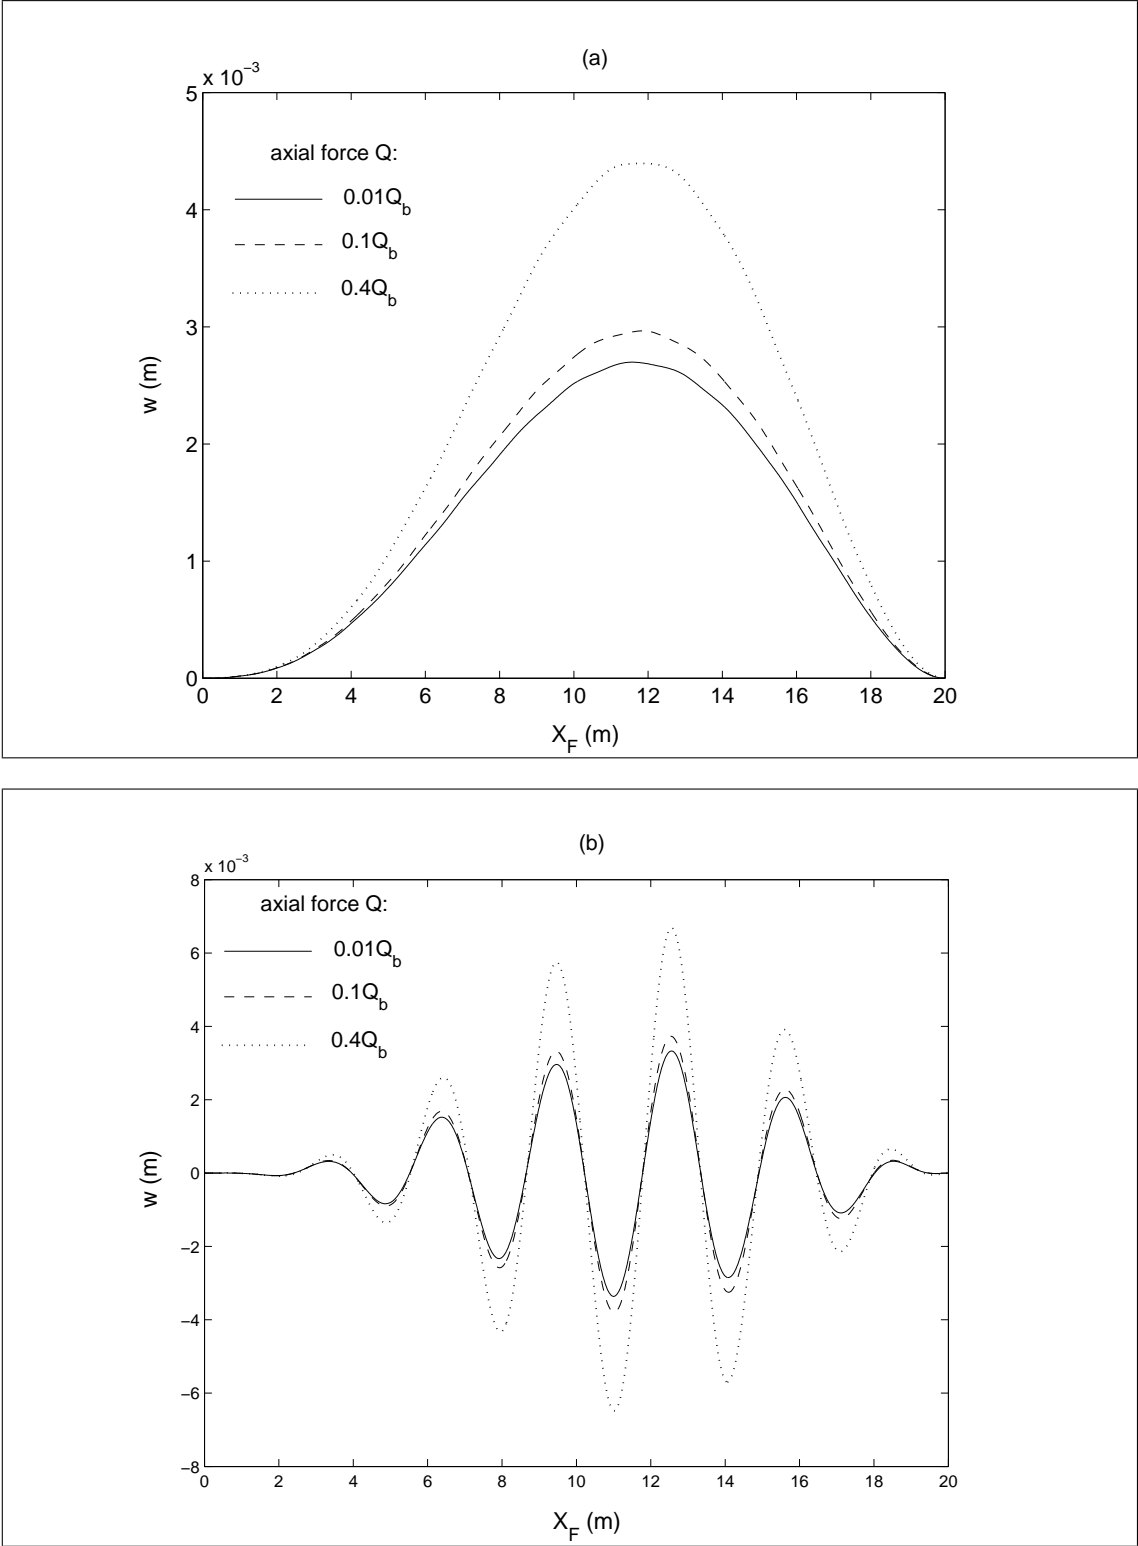 (a)
x 10⁻³
5
4
3
2
1
0
axial force Q:
0.01Q_b
0.1Q_b
0.4Q_b
w (m)
0 2 4 6 8 10 12 14 16 18 20
X_F (m)
(b)
x 10⁻³
8
6
4
2
0
−2
−4
−6
−8
axial force Q:
0.01Q_b
0.1Q_b
0.4Q_b
w (m)
0 2 4 6 8 10 12 14 16 18 20
X_F (m)